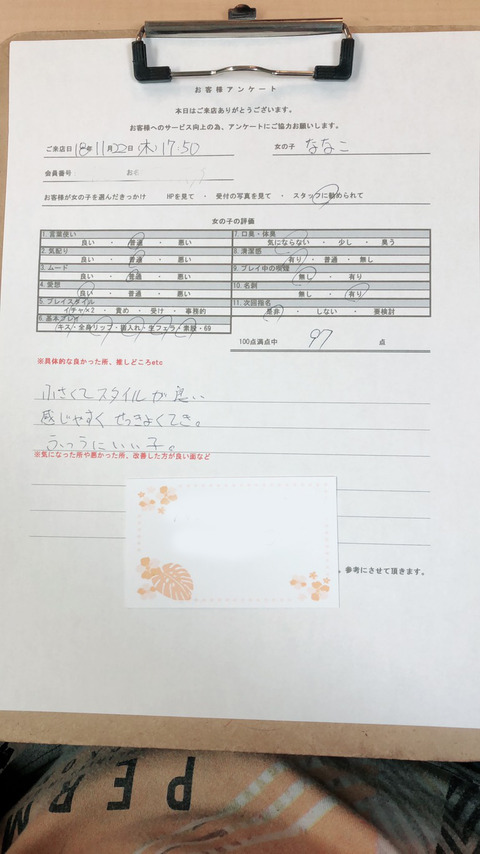 お客様アンケート
本日はご来店ありがとうございます。
お客様へのサービス向上の為、アンケートにご協力お願いします。
ご来店日 18年 11月22日(木) 17:50 女の子 ななこ
会員番号 お名
お客様が女の子を選んだきっかけ HPを見て ・ 受付の写真を見て ・ スタッフに勧められて
女の子の評価
1. 言葉使い
良い ・ 普通 ・ 悪い
2. 気配り
良い ・ 普通 ・ 悪い
3. ムード
良い ・ 普通 ・ 悪い
4. 愛想
良い ・ 普通 ・ 悪い
5. プレイスタイル
イチャ×2 ・ 責め ・ 受け ・ 事務的
6. 基本プレイ
キス・全身リップ・指入れ・生フェラ・素股・69
7. 口臭・体臭
気にならない ・ 少し ・ 臭う
8. 清潔感
有り ・ 普通 ・ 無し
9. プレイ中の喫煙
無し ・ 有り
10. 名刺
無し ・ 有り
11. 次回指名
是非 ・ しない ・ 要検討
100点満点中 97 点
※具体的な良かった所、推しどころetc
小さくてスタイルが良い
感じやすく せっきょくてき。
ふつうにいい子。
※気になった所や悪かった所、改善した方が良い面など
参考にさせて頂きます。
PERM